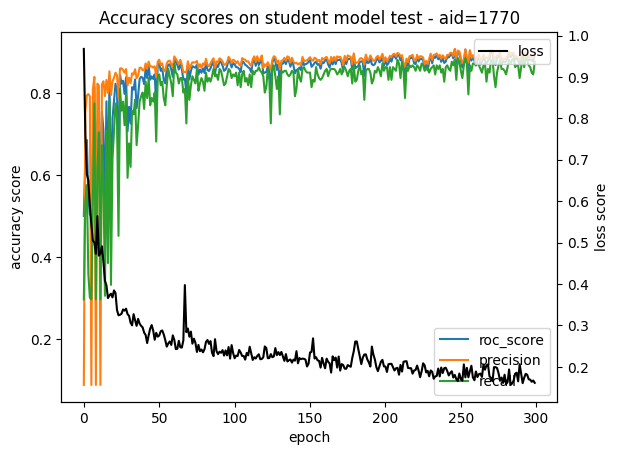 Accuracy scores on student model test - aid=1770
loss
accuracy score
0.8
0.6
0.4
0.2
1.0
0.9
0.8
0.7
0.6
0.5
0.4
0.3
0.2
loss score
roc_score
precision
recall
0
50
100
150
200
250
300
epoch